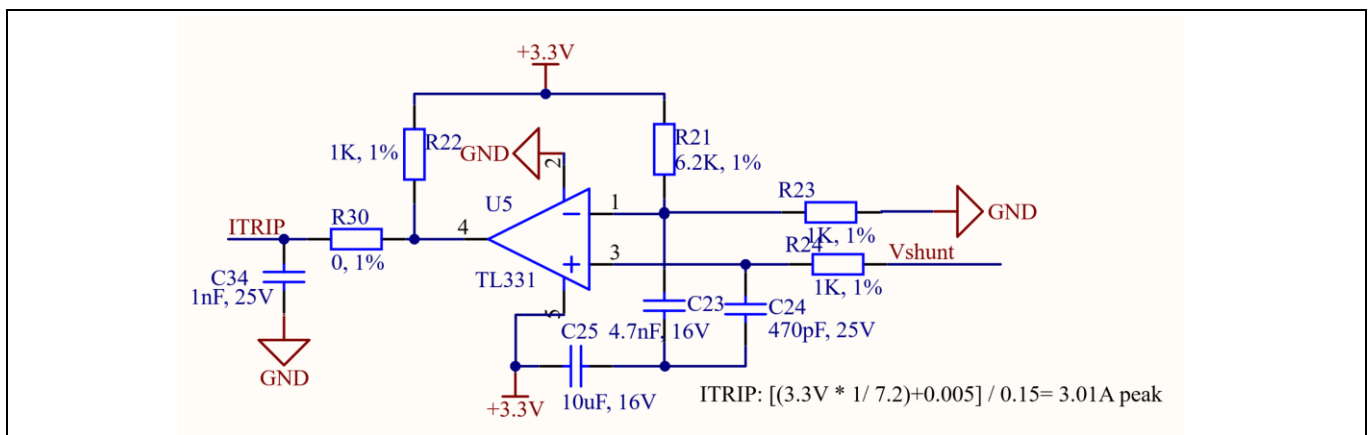 +3.3V
R22
1K, 1%
GND
2
R21
6.2K, 1%
U5
1
R23
GND
1K, 1%
ITRIP
R30
4
0, 1%
3
R24
Vshunt
1K, 1%
TL331
C34
1nF, 25V
5
C25
4.7nF, 16V
C23
C24
470pF, 25V
GND
+3.3V
10uF, 16V
ITRIP: [(3.3V * 1/ 7.2)+0.005] / 0.15= 3.01A peak